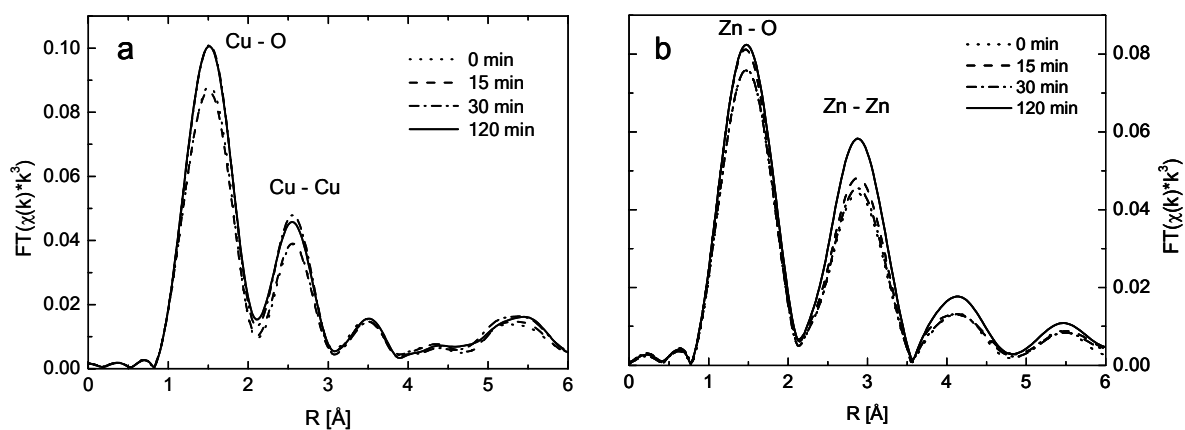 a
Cu - O
0 min
15 min
30 min
120 min
Cu - Cu
FT(χ(k)*k³)
0.10
0.08
0.06
0.04
0.02
0.00
0 1 2 3 4 5 6
R [Å]
b
Zn - O
0 min
15 min
30 min
120 min
Zn - Zn
0.08
0.06
0.04
0.02
0.00
FT(χ(k)*k³)
0 1 2 3 4 5 6
R [Å]